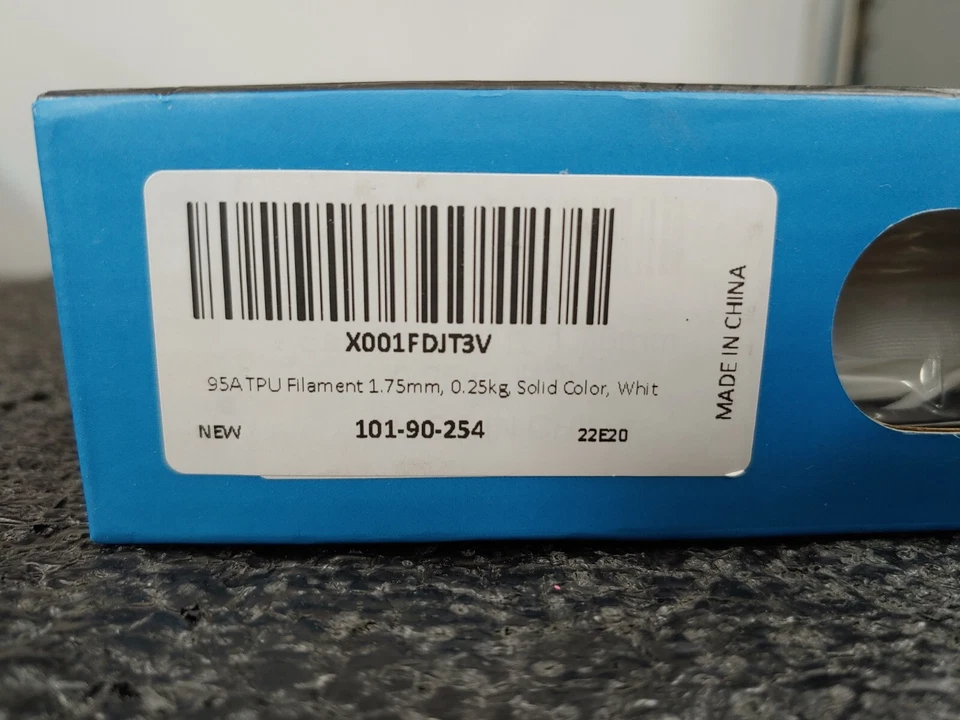 X001FDJT3V
95A TPU Filament 1.75mm, 0.25kg, Solid Color, Whit
NEW 101-90-254 22E20
MADE IN CHINA